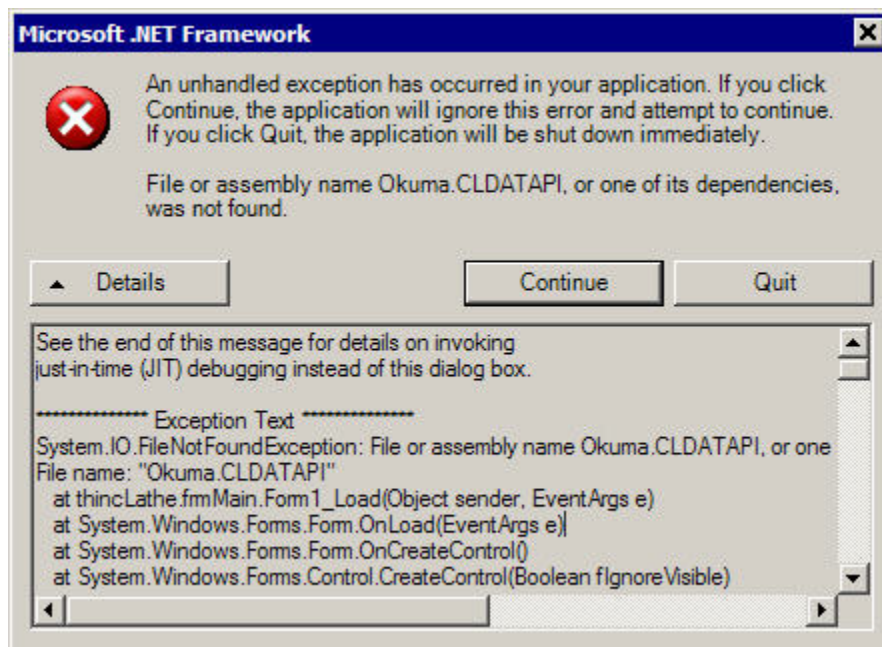 Microsoft .NET Framework
An unhandled exception has occurred in your application. If you click
Continue, the application will ignore this error and attempt to continue.
If you click Quit, the application will be shut down immediately.
File or assembly name Okuma.CLDATAPI, or one of its dependencies,
was not found.
Details
Continue
Quit
See the end of this message for details on invoking
just-in-time (JIT) debugging instead of this dialog box.
************** Exception Text **************
System.IO.FileNotFoundException: File or assembly name Okuma.CLDATAPI, or one
File name: "Okuma.CLDATAPI"
at thincLathe.frmMain.Form1_Load(Object sender, EventArgs e)
at System.Windows.Forms.Form.OnLoad(EventArgs e)
at System.Windows.Forms.Form.OnCreateControl()
at System.Windows.Forms.Control.CreateControl(Boolean fIgnoreVisible)